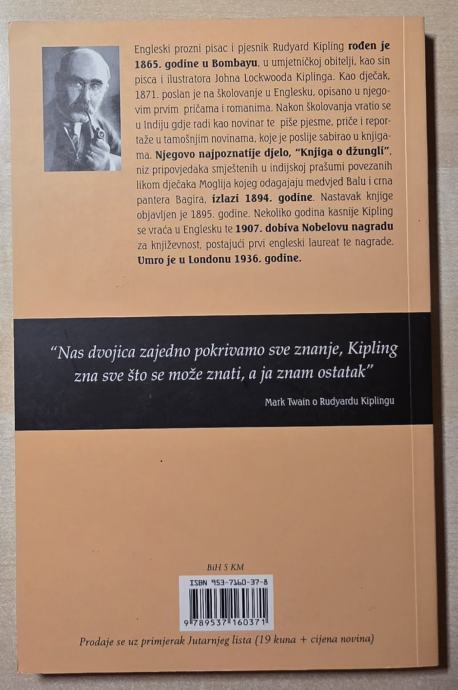 Engleski prozni pisac i pjesnik Rudyard Kipling rođen je
1865. godine u Bombayu, u umjetničkoj obitelji, kao sin
pisca i ilustratora Johna Lockwooda Kiplinga. Kao dječak,
1871. poslan je na školovanje u Englesku, opisano u njego-
vim prvim pričama i romanima. Nakon školovanja vratio se
u Indiju gdje radi kao novinar te piše pjesme, priče i repor-
taže u tamošnjim novinama, koje je poslije sabirao u knjiga-
ma. Njegovo najpoznatije djelo, "Knjiga o džungli",
niz pripovjedaka smještenih u indijskoj prašumi povezanih
likom dječaka Moglija kojeg odagajaju medvjed Balu i crna
pantera Bagira, izlazi 1894. godine. Nastavak knjige
objavljen je 1895. godine. Nekoliko godina kasnije Kipling
se vraća u Englesku te 1907. dobiva Nobelovu nagradu
za književnost, postajući prvi engleski laureat te nagrade.
Umro je u Londonu 1936. godine.
"Nas dvojica zajedno pokrivamo sve znanje, Kipling
zna sve što se može znati, a ja znam ostatak"
Mark Twain o Rudyardu Kiplingu
BiH 5 KM
ISBN 953-7160-37-8
9 789537 160371
Prodaje se uz primjerak Jutarnjeg lista (19 kuna + cijena novina)